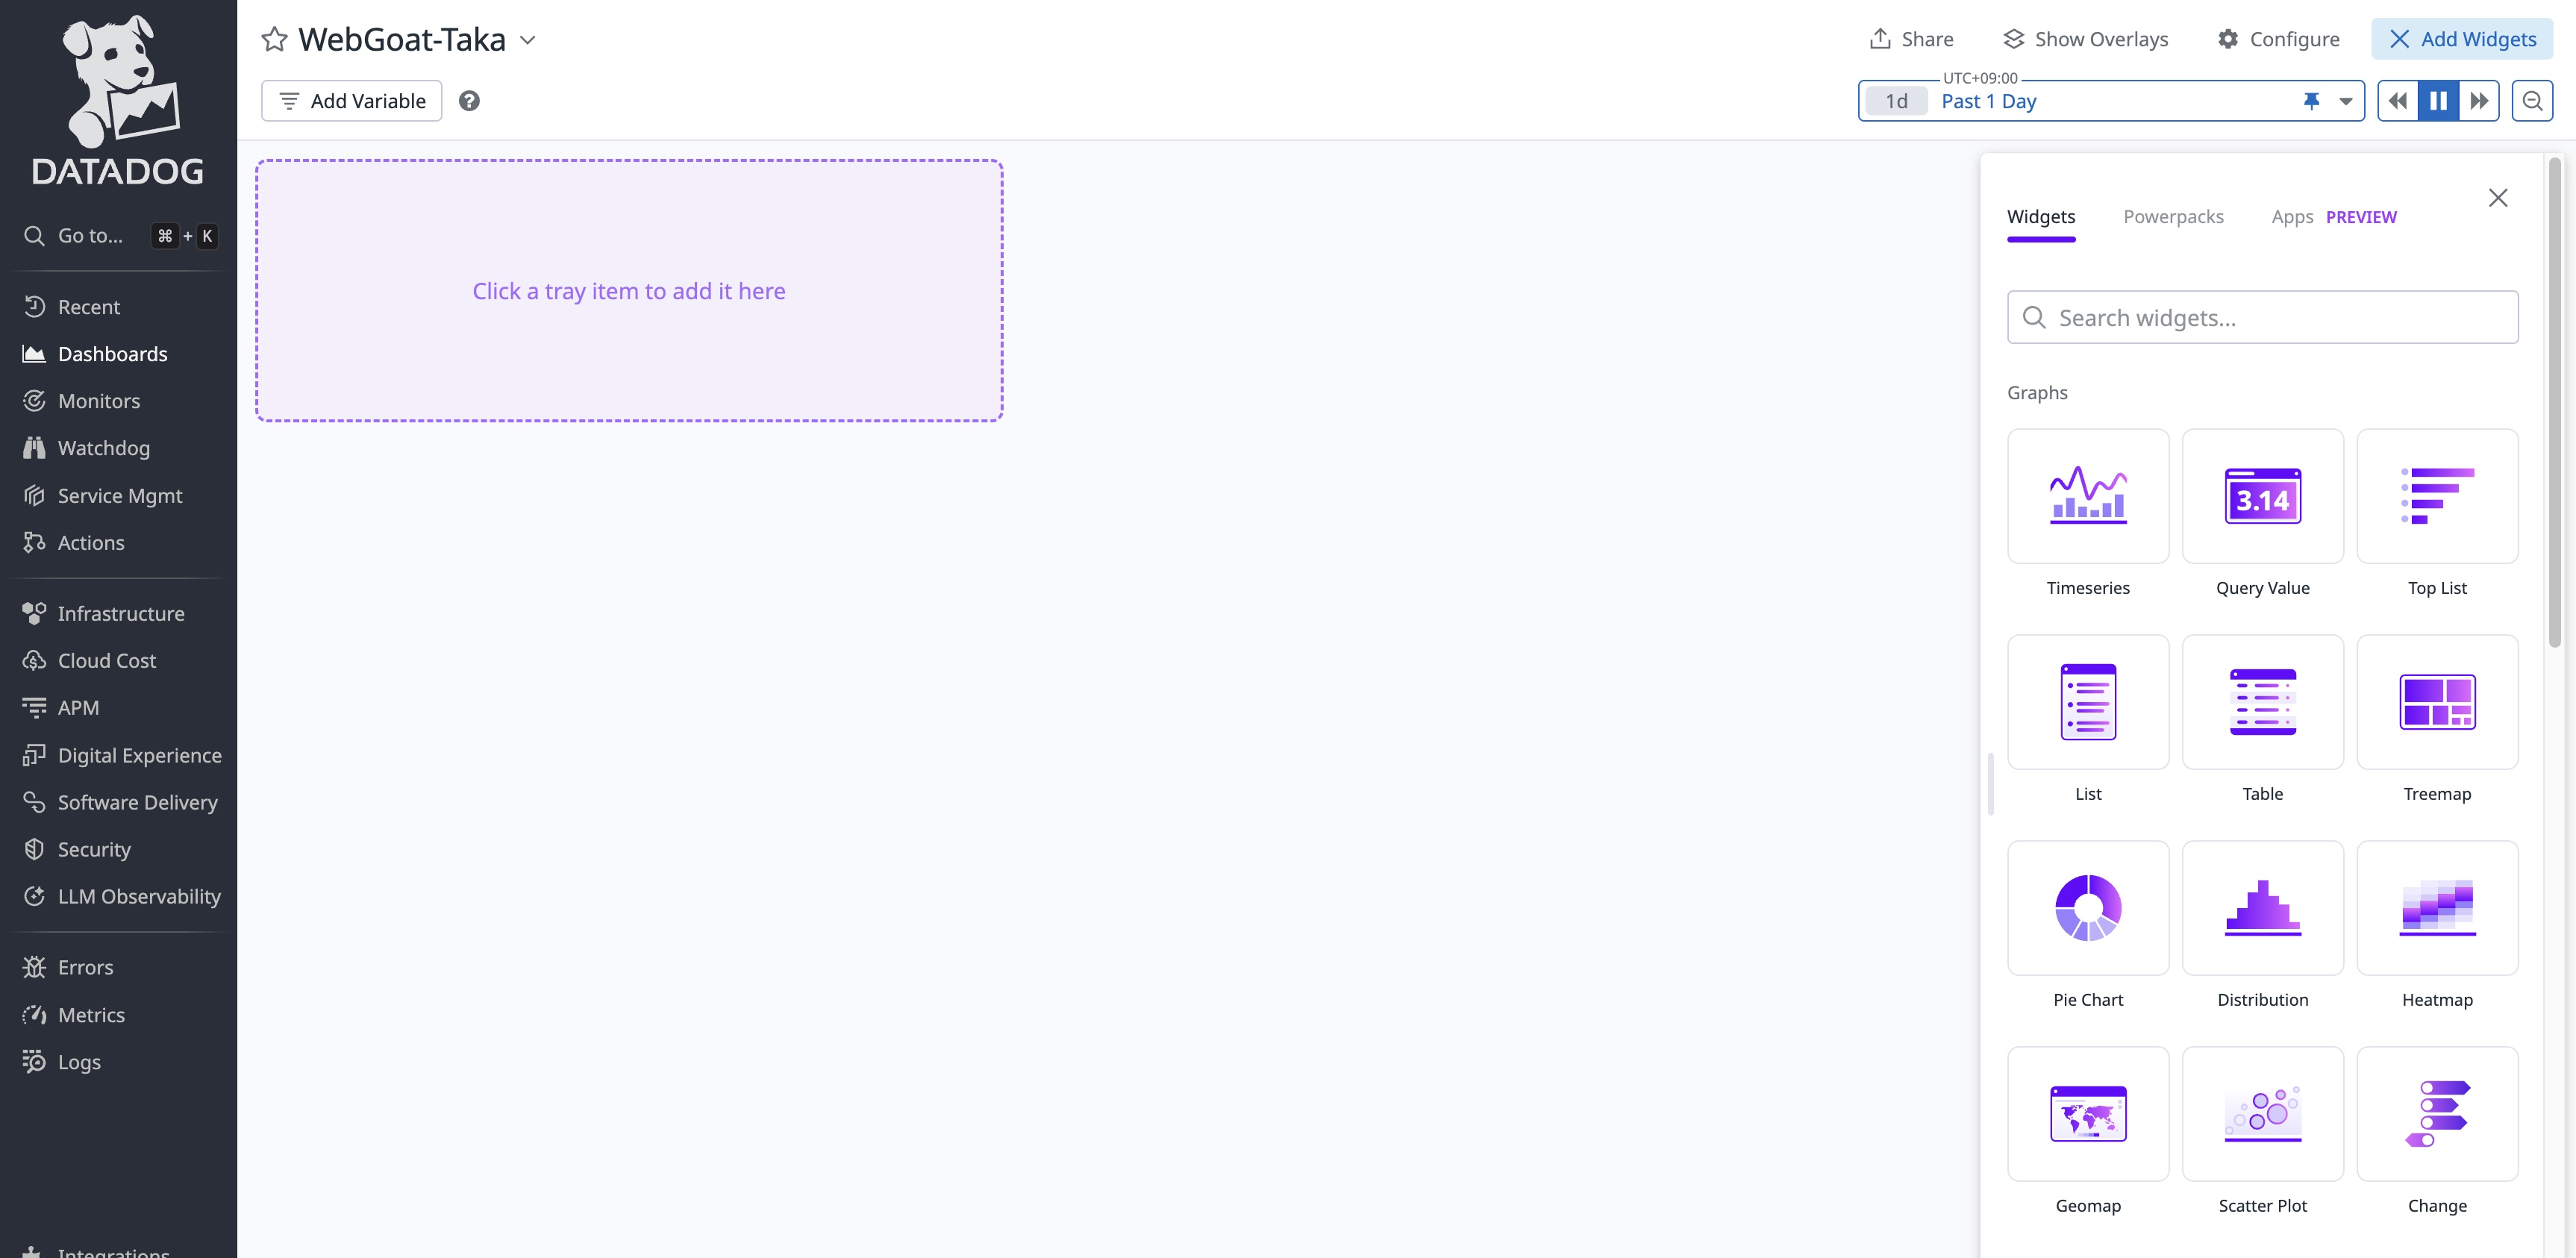 DATADOG
Go to... ⌘ + K
Recent
Dashboards
Monitors
Watchdog
Service Mgmt
Actions
Infrastructure
Cloud Cost
APM
Digital Experience
Software Delivery
Security
LLM Observability
Errors
Metrics
Logs
Integrations
WebGoat-Taka
Share
Show Overlays
Configure
Add Widgets
Add Variable
UTC+09:00
1d Past 1 Day
Click a tray item to add it here
Widgets
Powerpacks
Apps PREVIEW
Search widgets...
Graphs
3.14
Timeseries
Query Value
Top List
List
Table
Treemap
Pie Chart
Distribution
Heatmap
Geomap
Scatter Plot
Change